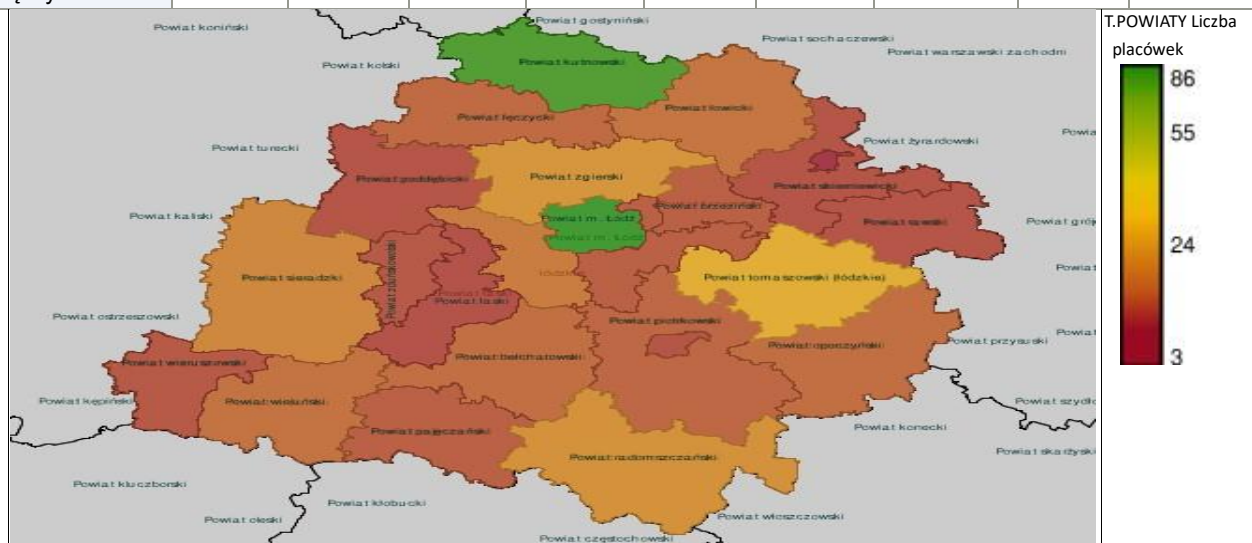 T.POWIATY Liczba
placówek
86
55
24
3
Powiat gostyniński
Powiat koniński
Powiat sochaczewski
Powiat warszawski zachodni
Powiat kolski
Powiat kutnowski
Powiat łowicki
Powiat łęczycki
Powiat turecki
Powiat żyrardowski
Powiat poddębicki
Powiat zgierski
Powiat skierniewicki
Powiat brzeziński
Powiat kaliski
Powiat m. Łódź
Powiat m. Łódź
Powiat rawski
Powiat sieradzki
Powiat zduńskowolski
Powiat łaski
Powiat tomaszowski (łódzkie)
Powiat ostrzeszowski
Powiat piotrkowski
Powiat przysuski
Powiat opoczyński
Powiat wieruszowski
Powiat bełchatowski
Powiat kępiński
Powiat wieluński
Powiat pajęczański
Powiat konecki
Powiat radomszczański
Powiat kluczborski
Powiat kłobucki
Powiat oleski
Powiat włoszczowski
Powiat częstochowski